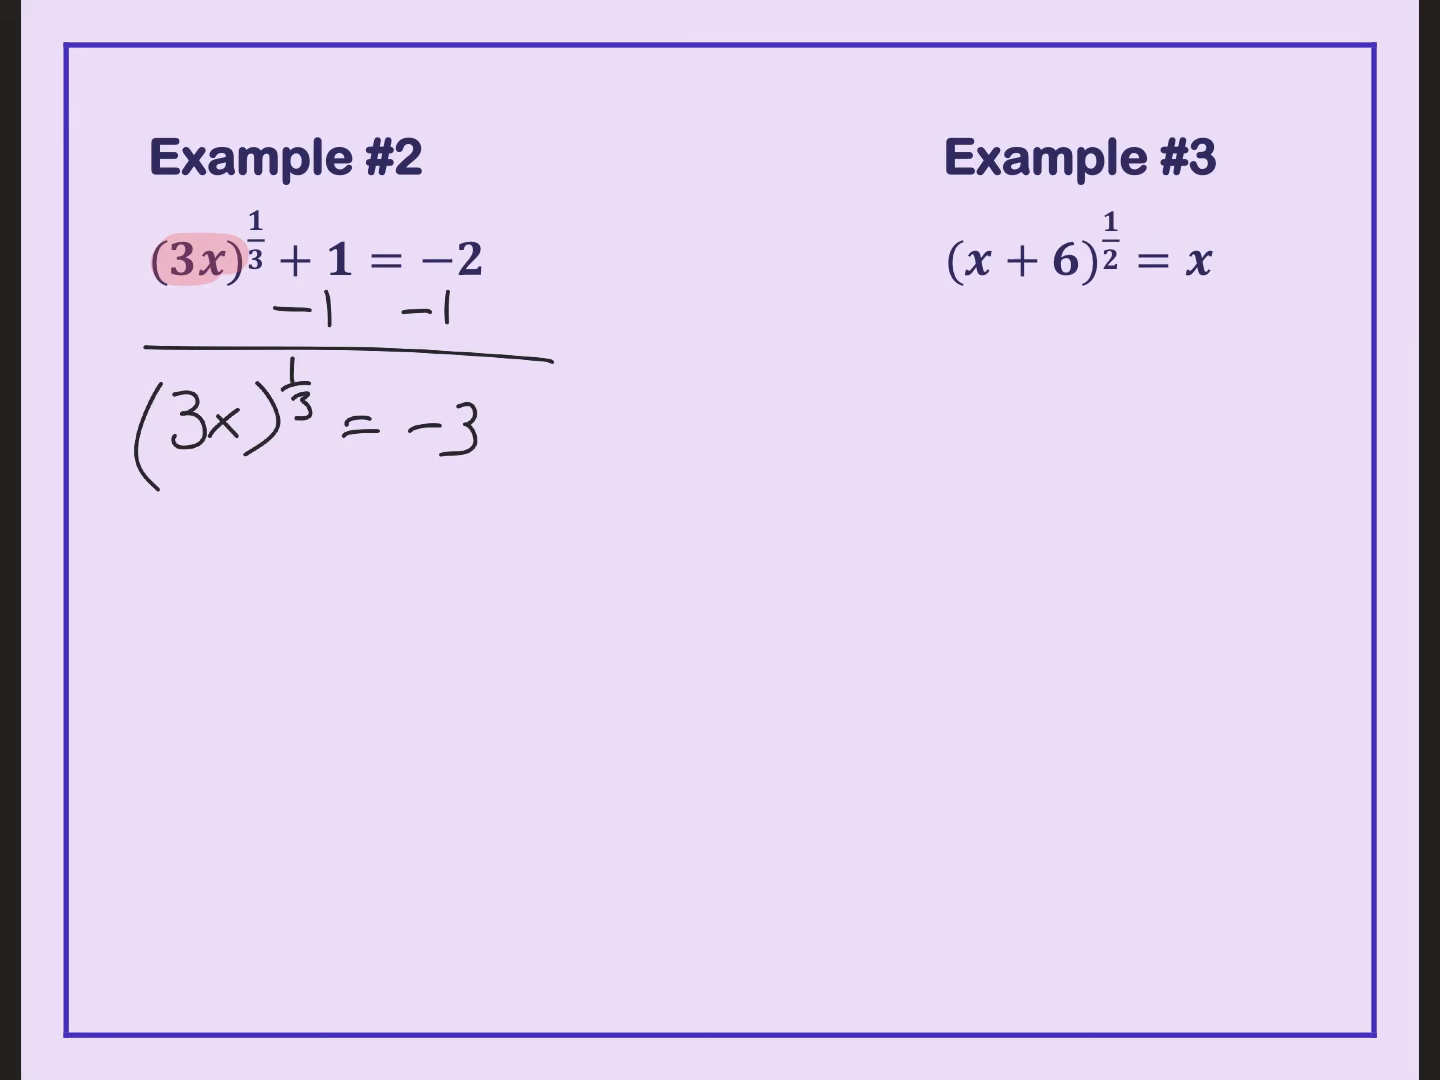 Example #2
(3x)^{1/3} + 1 = −2
−1 −1
(3x)^{1/3} = −3
Example #3
(x + 6)^{1/2} = x